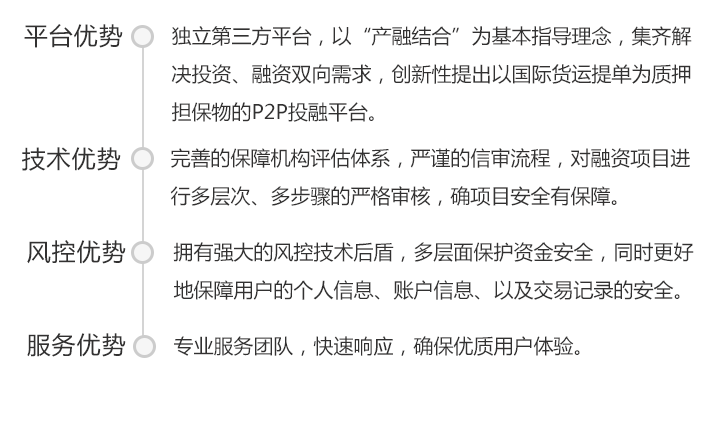 平台优势
独立第三方平台，以“产融结合”为基本指导理念，集齐解
决投资、融资双向需求，创新性提出以国际货运提单为质押
担保物的P2P投融平台。
技术优势
完善的保障机构评估体系，严谨的信审流程，对融资项目进
行多层次、多步骤的严格审核，确项目安全有保障。
风控优势
拥有强大的风控技术后盾，多层面保护资金安全，同时更好
地保障用户的个人信息、账户信息、以及交易记录的安全。
服务优势
专业服务团队，快速响应，确保优质用户体验。